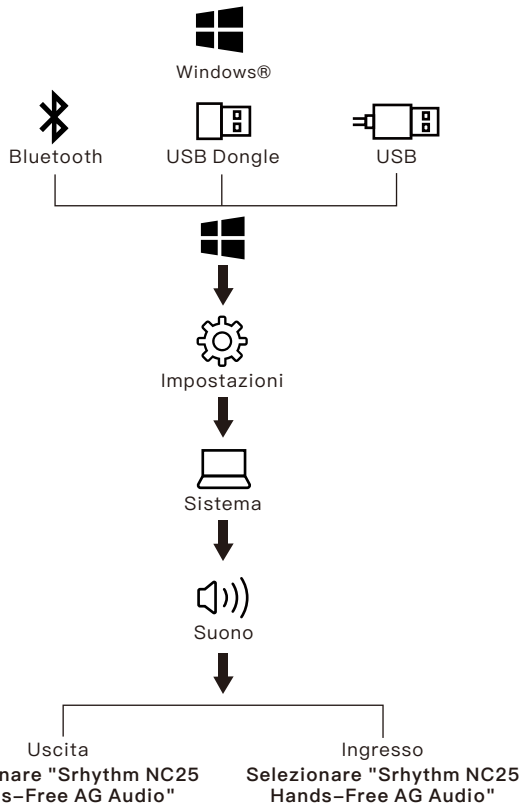 Windows®
Bluetooth USB Dongle USB
Impostazioni
Sistema
Suono
Uscita Ingresso
"Srhythm NC25 Selezionare "Srhythm NC25
Free AG Audio" Hands-Free AG Audio"